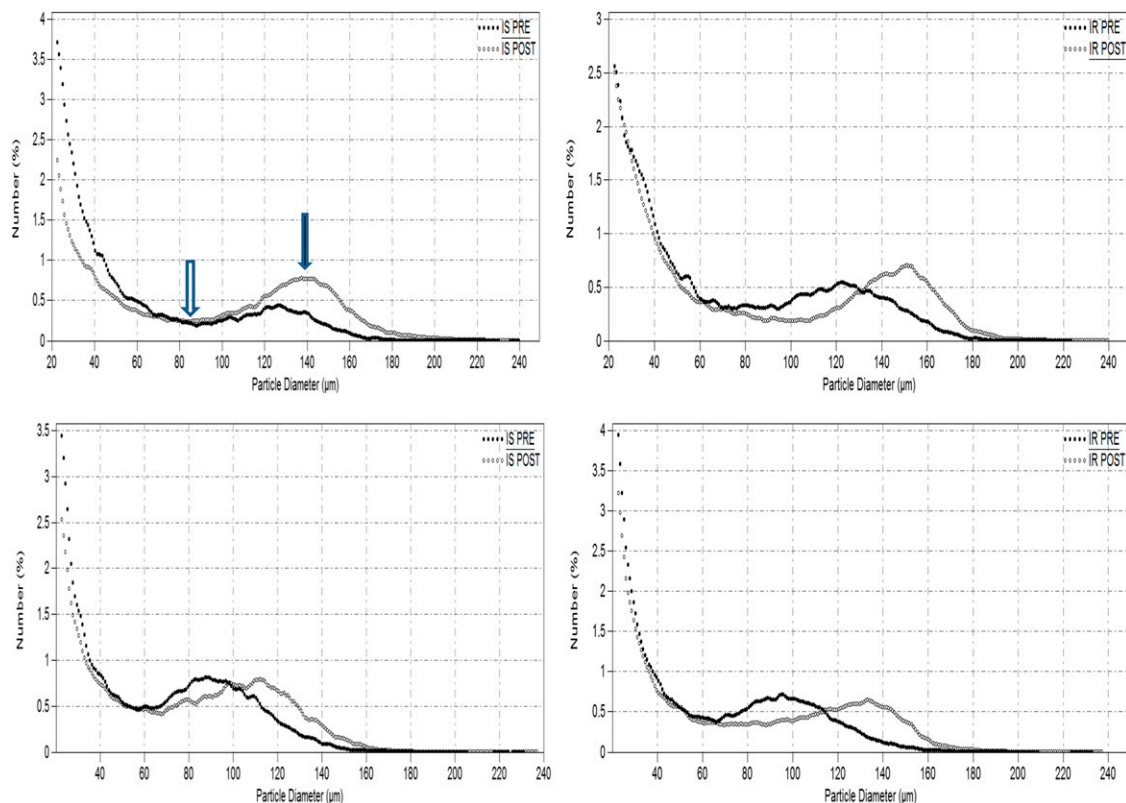 4
3.5
3
2.5
2
1.5
1
0.5
0
Number (%)
20 40 60 80 100 120 140 160 180 200 220 240
Particle Diameter (µm)
IS PRE
IS POST
3
2.5
2
1.5
1
0.5
0
Number (%)
40 60 80 100 120 140 160 180 200 220 240
Particle Diameter (µm)
IR PRE
IR POST
3.5
3
2.5
2
1.5
1
0.5
0
Number (%)
40 60 80 100 120 140 160 180 200 220 240
Particle Diameter (µm)
IS PRE
IS POST
4
3.5
3
2.5
2
1.5
1
0.5
0
Number (%)
40 60 80 100 120 140 160 180 200 220 240
Particle Diameter (µm)
IR PRE
IR POST